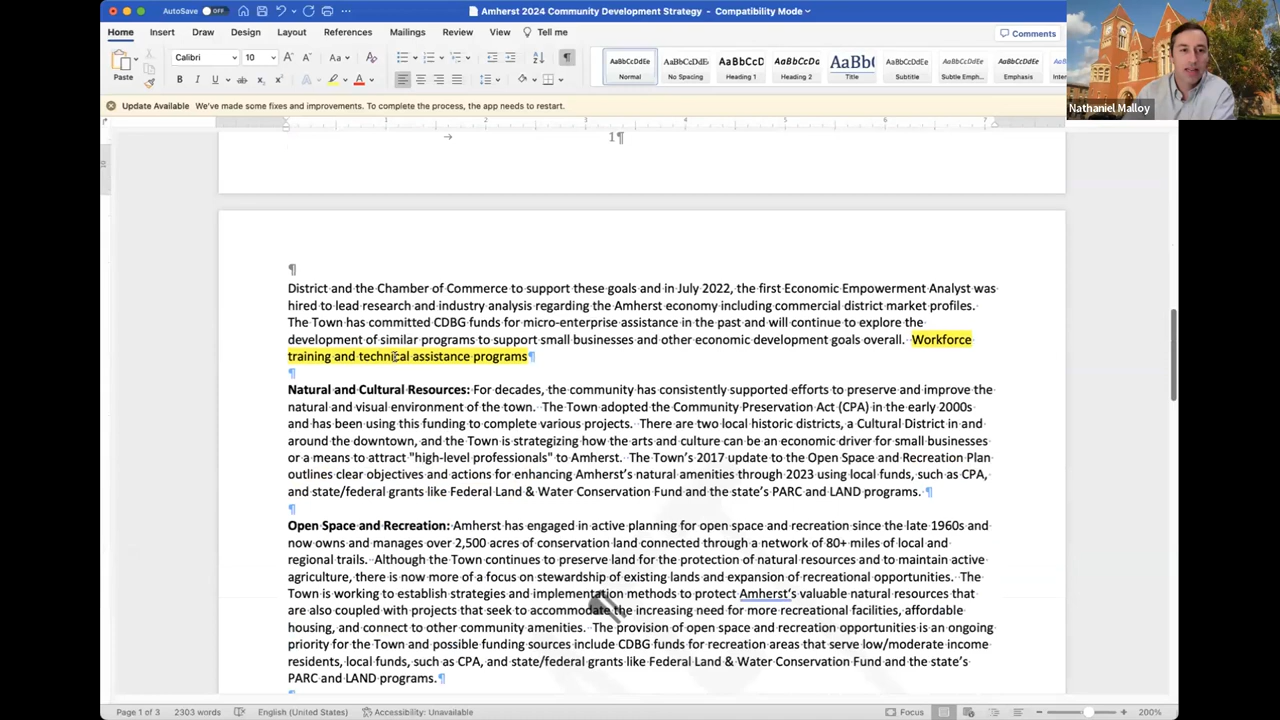 AutoSave OFF Amherst 2024 Community Development Strategy - Compatibility Mode
Home Insert Draw Design Layout References Mailings Review View Tell me Comments
Paste Calibri 10 Normal No Spacing Heading 1 Heading 2 Title Subtitle Subtle Emph... Emphasis
Update Available We've made some fixes and improvements. To complete the process, the app needs to restart.
Nathaniel Malloy
1¶
¶
District and the Chamber of Commerce to support these goals and in July 2022, the first Economic Empowerment Analyst was
hired to lead research and industry analysis regarding the Amherst economy including commercial district market profiles.
The Town has committed CDBG funds for micro-enterprise assistance in the past and will continue to explore the
development of similar programs to support small businesses and other economic development goals overall. Workforce
training and technical assistance programs¶
¶
Natural and Cultural Resources: For decades, the community has consistently supported efforts to preserve and improve the
natural and visual environment of the town. The Town adopted the Community Preservation Act (CPA) in the early 2000s
and has been using this funding to complete various projects. There are two local historic districts, a Cultural District in and
around the downtown, and the Town is strategizing how the arts and culture can be an economic driver for small businesses
or a means to attract "high-level professionals" to Amherst. The Town's 2017 update to the Open Space and Recreation Plan
outlines clear objectives and actions for enhancing Amherst's natural amenities through 2023 using local funds, such as CPA,
and state/federal grants like Federal Land & Water Conservation Fund and the state's PARC and LAND programs. ¶
¶
Open Space and Recreation: Amherst has engaged in active planning for open space and recreation since the late 1960s and
now owns and manages over 2,500 acres of conservation land connected through a network of 80+ miles of local and
regional trails. Although the Town continues to preserve land for the protection of natural resources and to maintain active
agriculture, there is now more of a focus on stewardship of existing lands and expansion of recreational opportunities. The
Town is working to establish strategies and implementation methods to protect Amherst's valuable natural resources that
are also coupled with projects that seek to accommodate the increasing need for more recreational facilities, affordable
housing, and connect to other community amenities. The provision of open space and recreation opportunities is an ongoing
priority for the Town and possible funding sources include CDBG funds for recreation areas that serve low/moderate income
residents, local funds, such as CPA, and state/federal grants like Federal Land & Water Conservation Fund and the state's
PARC and LAND programs.¶
Page 1 of 3 2303 words English (United States) Accessibility: Unavailable Focus 200%